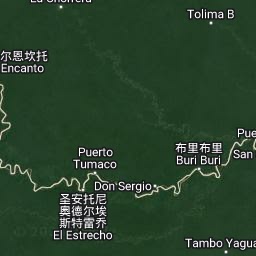 La Chorrera
Tolima B
尔恩坎托
Encanto
Puerto
Tumaco
布里布里
Buri Buri
Pue
San
Don Sergio
圣安托尼
奥德尔埃
斯特雷乔
El Estrecho
Tambo Yagua